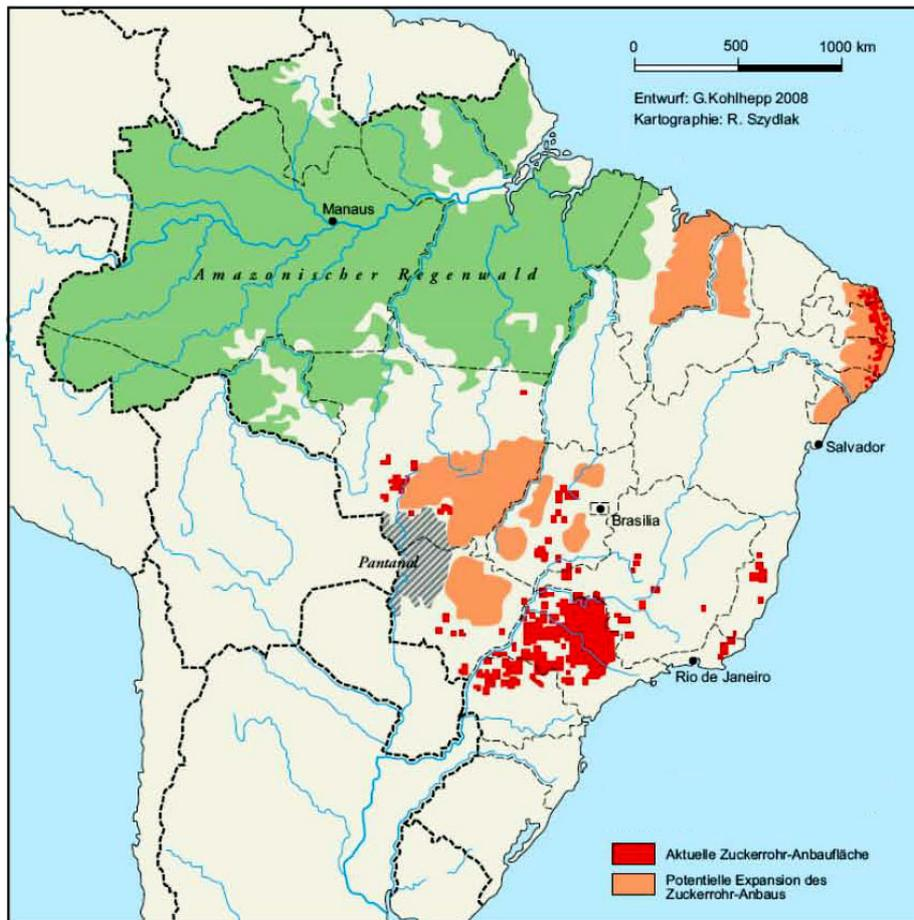 0 500 1000 km
Entwurf: G.Kohlhepp 2008
Kartographie: R. Szydlak
Manaus
Amazonischer Regenwald
Salvador
Brasilia
Pantanal
Rio de Janeiro
Aktuelle Zuckerrohr-Anbaufläche
Potentielle Expansion des
Zuckerrohr-Anbaus